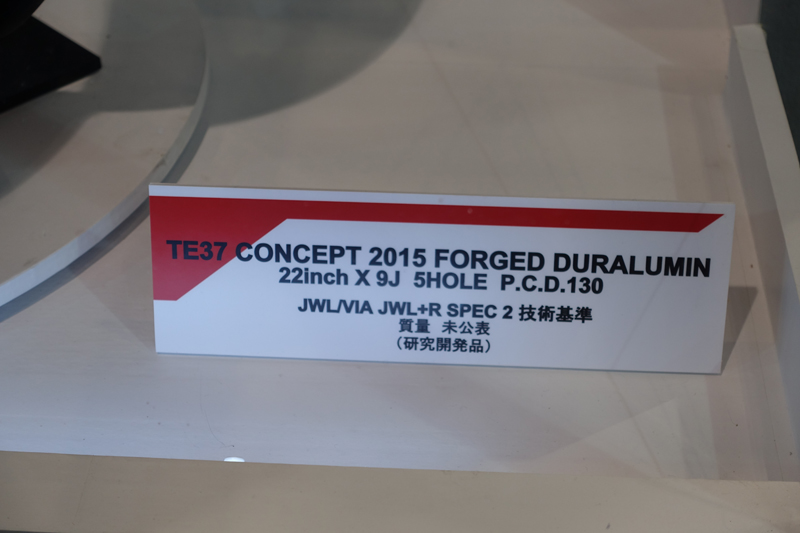 TE37 CONCEPT 2015 FORGED DURALUMIN
22inch X 9J 5HOLE P.C.D.130
JWL/VIA JWL+R SPEC 2 技術基準
質量 未公表
(研究開発品)